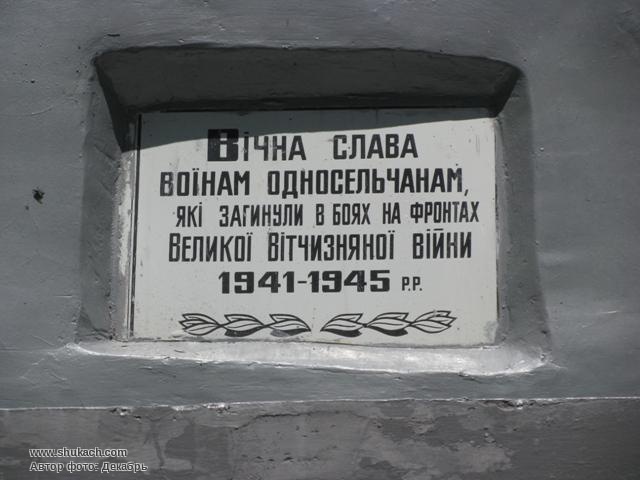 Вічна слава
воїнам односельчанам,
які загинули в боях на фронтах
Великої Вітчизняної війни
1941-1945 р.р.
www.shukach.com
Автор фото: Декабрь